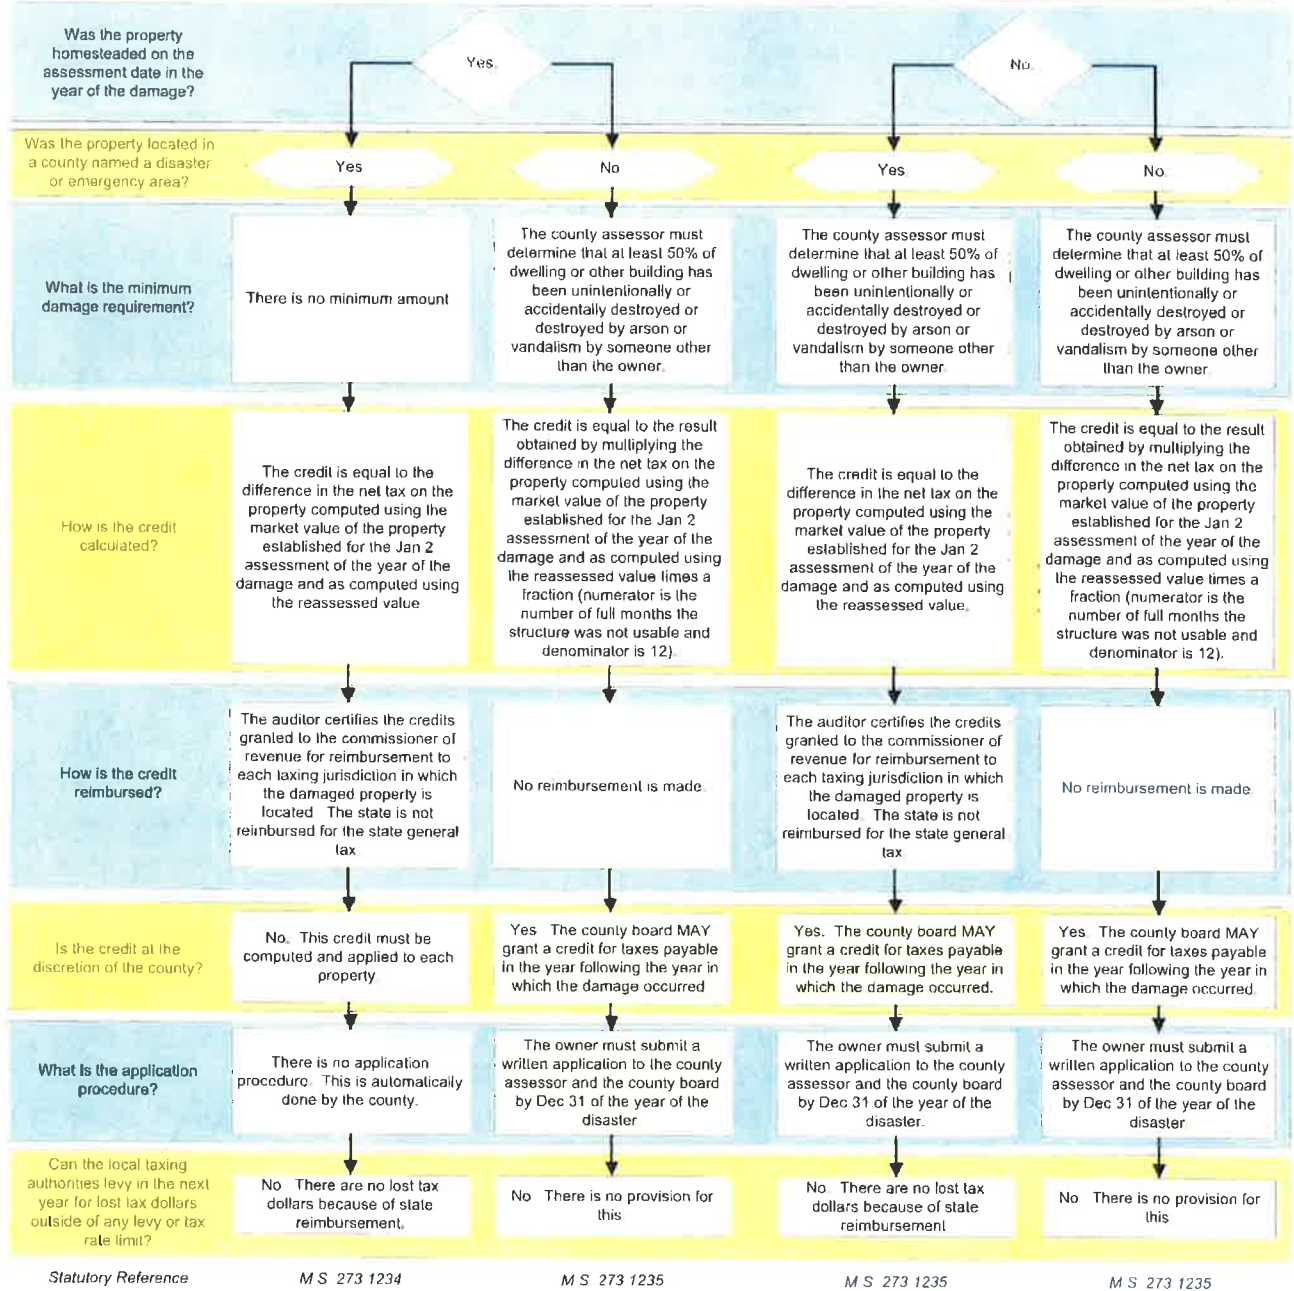 Was the property
homesteaded on the
assessment date in the
year of the damage?
Yes.
No.
Was the property located in
a county named a disaster
or emergency area?
Yes
No
Yes.
No.
What is the minimum
damage requirement?
There is no minimum amount
The county assessor must
determine that at least 50% of
dwelling or other building has
been unintentionally or
accidentally destroyed or
destroyed by arson or
vandalism by someone other
than the owner.
The county assessor must
determine that at least 50% of
dwelling or other building has
been unintentionally or
accidentally destroyed or
destroyed by arson or
vandalism by someone other
than the owner.
The county assessor must
determine that at least 50% of
dwelling or other building has
been unintentionally or
accidentally destroyed or
destroyed by arson or
vandalism by someone other
than the owner.
How is the credit
calculated?
The credit is equal to the
difference in the net tax on the
property computed using the
market value of the property
established for the Jan 2
assessment of the year of the
damage and as computed using
the reassessed value
The credit is equal to the result
obtained by multiplying the
difference in the net tax on the
property computed using the
market value of the property
established for the Jan 2
assessment of the year of the
damage and as computed using
the reassessed value times a
fraction (numerator is the
number of full months the
structure was not usable and
denominator is 12).
The credit is equal to the
difference in the net tax on the
property computed using the
market value of the property
established for the Jan 2
assessment of the year of the
damage and as computed using
the reassessed value.
The credit is equal to the result
obtained by multiplying the
difference in the net tax on the
property computed using the
market value of the property
established for the Jan 2
assessment of the year of the
damage and as computed using
the reassessed value times a
fraction (numerator is the
number of full months the
structure was not usable and
denominator is 12).
How is the credit
reimbursed?
The auditor certifies the credits
granted to the commissioner of
revenue for reimbursement to
each taxing jurisdiction in which
the damaged property is
located The state is not
reimbursed for the state general
tax
No reimbursement is made.
The auditor certifies the credits
granted to the commissioner of
revenue for reimbursement to
each taxing jurisdiction in which
the damaged property is
located. The state is not
reimbursed for the state general
tax
No reimbursement is made
Is the credit at the
discretion of the county?
No. This credit must be
computed and applied to each
property
Yes The county board MAY
grant a credit for taxes payable
in the year following the year in
which the damage occurred
Yes. The county board MAY
grant a credit for taxes payable
in the year following the year in
which the damage occurred.
Yes. The county board MAY
grant a credit for taxes payable
in the year following the year in
which the damage occurred.
What is the application
procedure?
There is no application
procedure. This is automatically
done by the county.
The owner must submit a
written application to the county
assessor and the county board
by Dec 31 of the year of the
disaster
The owner must submit a
written application to the county
assessor and the county board
by Dec 31 of the year of the
disaster.
The owner must submit a
written application to the county
assessor and the county board
by Dec 31 of the year of the
disaster
Can the local taxing
authorities levy in the next
year for lost tax dollars
outside of any levy or tax
rate limit?
No There are no lost tax
dollars because of state
reimbursement.
No There is no provision for
this
No. There are no lost tax
dollars because of state
reimbursement
No There is no provision for
this
Statutory Reference
M S 273 1234
M S 273 1235
M S 273 1235
M S 273 1235